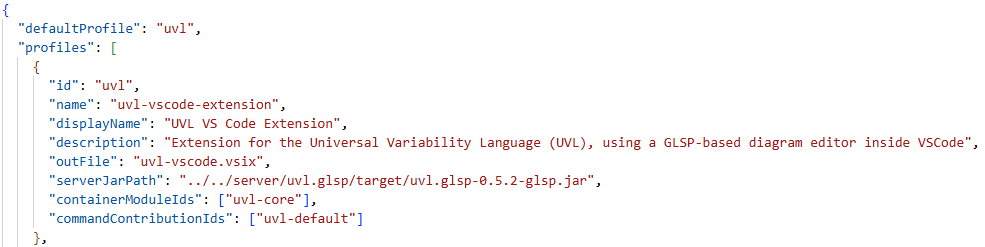 {
"defaultProfile": "uvl",
"profiles": [
{
"id": "uvl",
"name": "uvl-vscode-extension",
"displayName": "UVL VS Code Extension",
"description": "Extension for the Universal Variability Language (UVL), using a GLSP-based diagram editor inside VSCode",
"outFile": "uvl-vscode.vsix",
"serverJarPath": "../../server/uvl.glsp/target/uvl.glsp-0.5.2-glsp.jar",
"containerModuleIds": ["uvl-core"],
"commandContributionIds": ["uvl-default"]
},